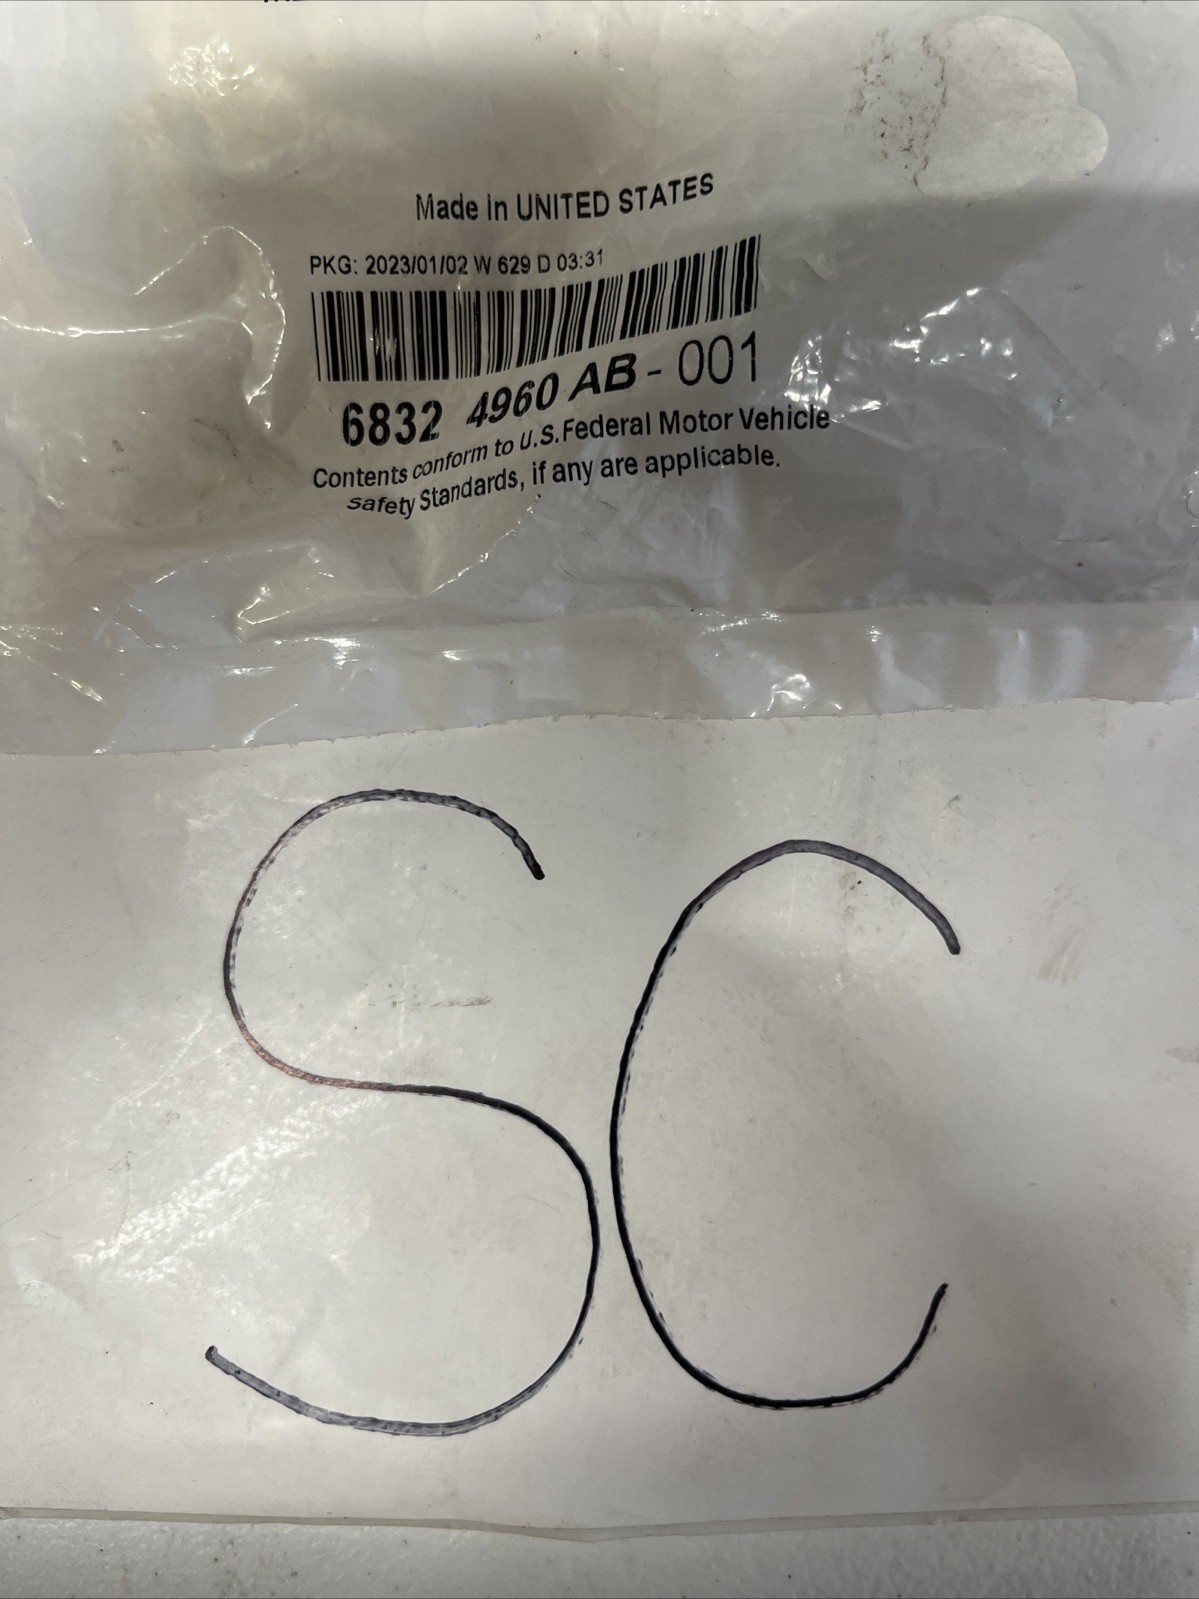 Made in UNITED STATES
PKG: 2023/01/02 W 629 D 03:31
6832 4960 AB - 001
Contents conform to U.S. Federal Motor Vehicle
Safety Standards, if any are applicable.
SC